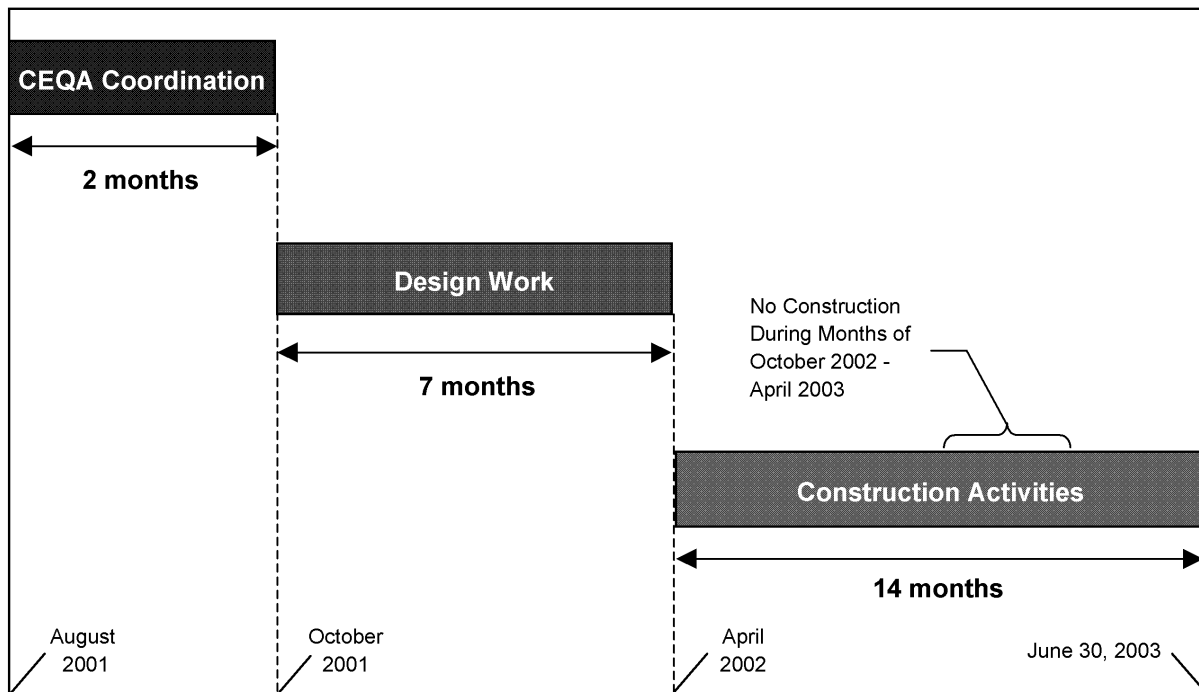 CEQA Coordination
2 months
Design Work
7 months
No Construction
During Months of
October 2002 -
April 2003
Construction Activities
14 months
August
2001
October
2001
April
2002
June 30, 2003